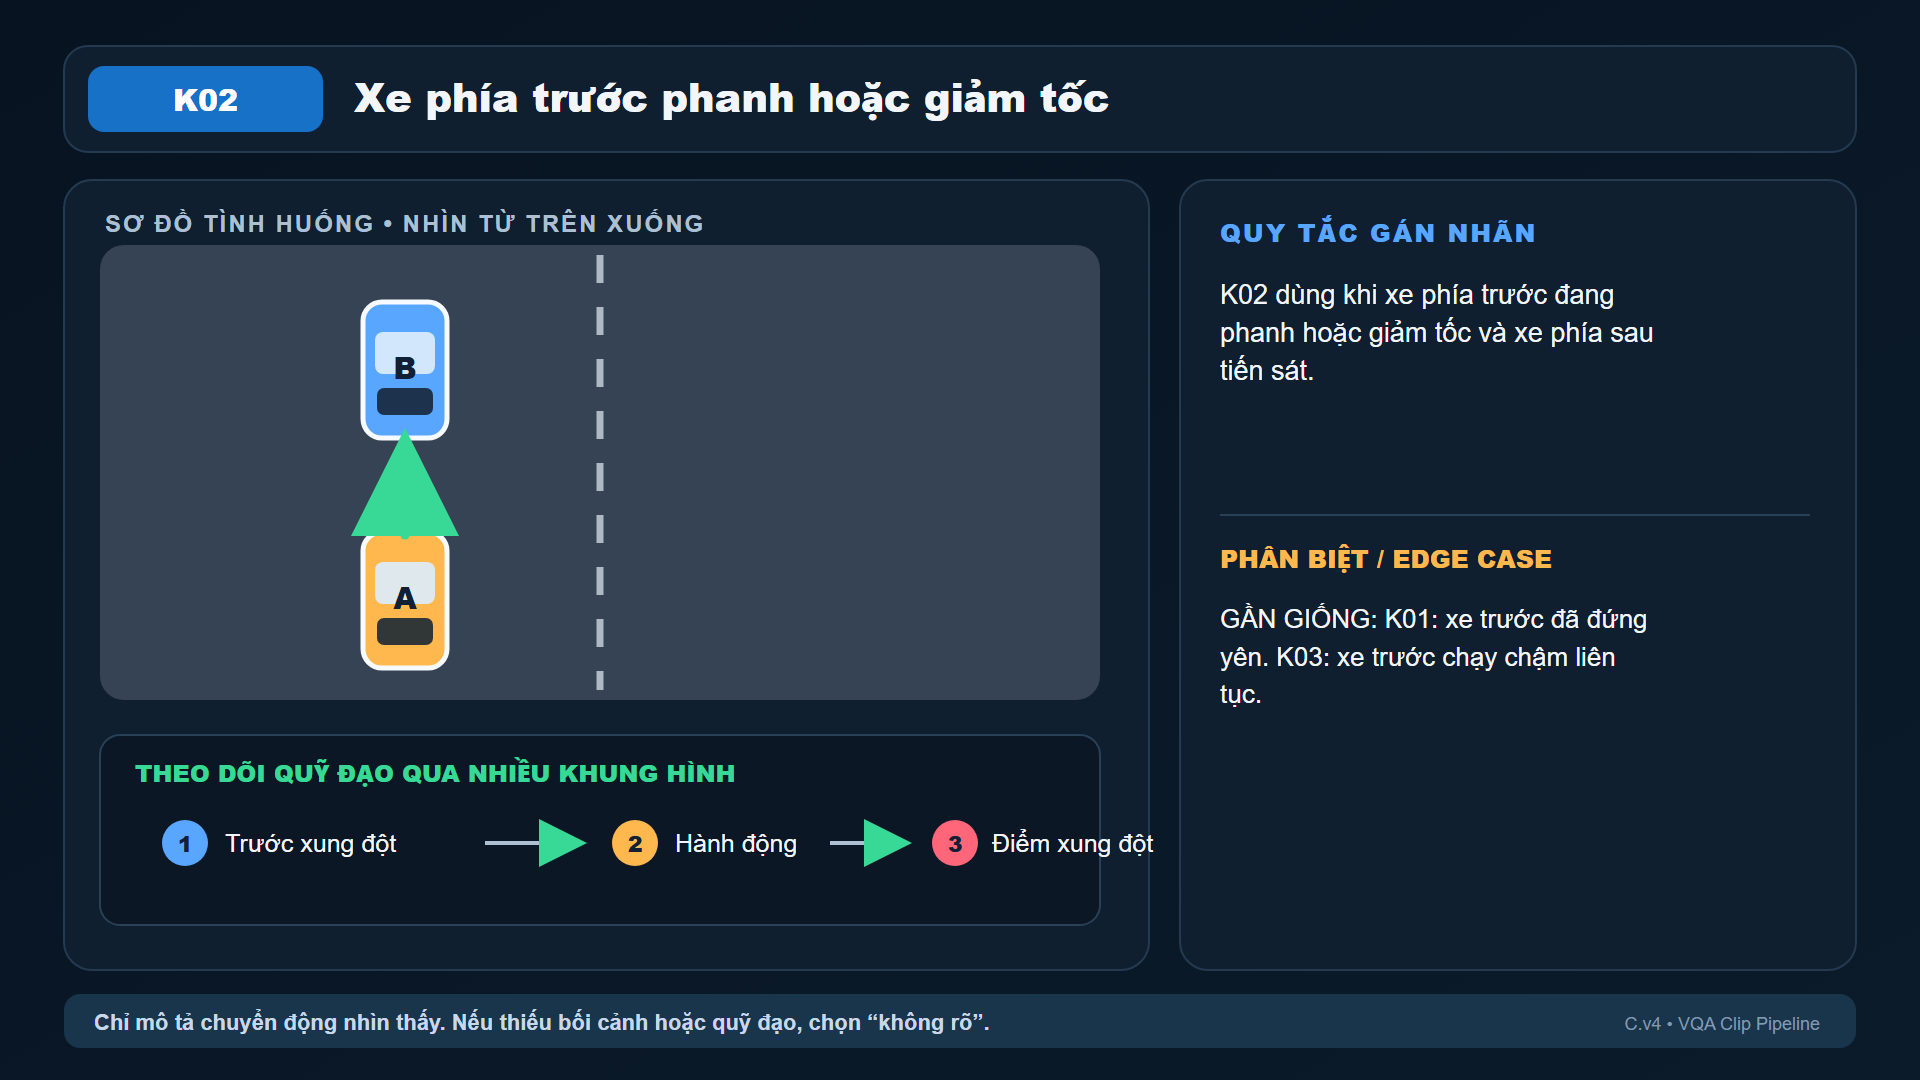 K02
Xe phía trước phanh hoặc giảm tốc
SƠ ĐỒ TÌNH HUỐNG • NHÌN TỪ TRÊN XUỐNG
B
A
THEO DÕI QUỸ ĐẠO QUA NHIỀU KHUNG HÌNH
1 Trước xung đột
2 Hành động
3 Điểm xung đột
QUY TẮC GÁN NHÃN
K02 dùng khi xe phía trước đang
phanh hoặc giảm tốc và xe phía sau
tiến sát.
PHÂN BIỆT / EDGE CASE
GẦN GIỐNG: K01: xe trước đã đứng
yên. K03: xe trước chạy chậm liên
tục.
Chỉ mô tả chuyển động nhìn thấy. Nếu thiếu bối cảnh hoặc quỹ đạo, chọn “không rõ”.
C.v4 • VQA Clip Pipeline